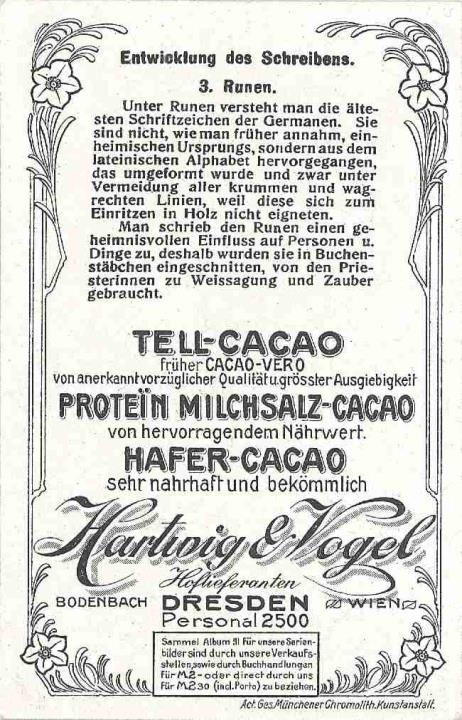 Entwicklung des Schreibens.
3. Runen.
Unter Runen versteht man die älte-
sten Schriftzeichen der Germanen. Sie
sind nicht, wie man früher annahm, ein-
heimischen Ursprungs, sondern aus dem
lateinischen Alphabet hervorgegangen,
das umgeformt wurde und zwar unter
Vermeidung aller krummen und wag-
rechten Linien, weil diese sich zum
Einritzen in Holz nicht eigneten.
Man schrieb den Runen einen ge-
heimnisvollen Einfluss auf Personen u.
Dinge zu, deshalb wurden sie in Buchen-
stäbchen eingeschnitten, von den Prie-
sterinnen zu Weissagung und Zauber
gebraucht.
TELL-CACAO
früher CACAO-VERO
von anerkannt vorzüglicher Qualität u. grösster Ausgiebigkeit
PROTEÏN MILCHSALZ-CACAO
von hervorragendem Nährwert.
HAFER-CACAO
sehr nahrhaft und bekömmlich
Hartwig & Vogel
Hoflieferanten
BODENBACH DRESDEN WIEN
Personal 2500
Sammel Album III für unsere Serien-
bilder sind durch unsere Verkaufs-
stellen, sowie durch Buchhandlungen
für M.2- oder direct durch uns
für M.2.30 (incl. Porto) zu beziehen.
Act. Ges. Münchener Chromolith. Kunstanstalt.